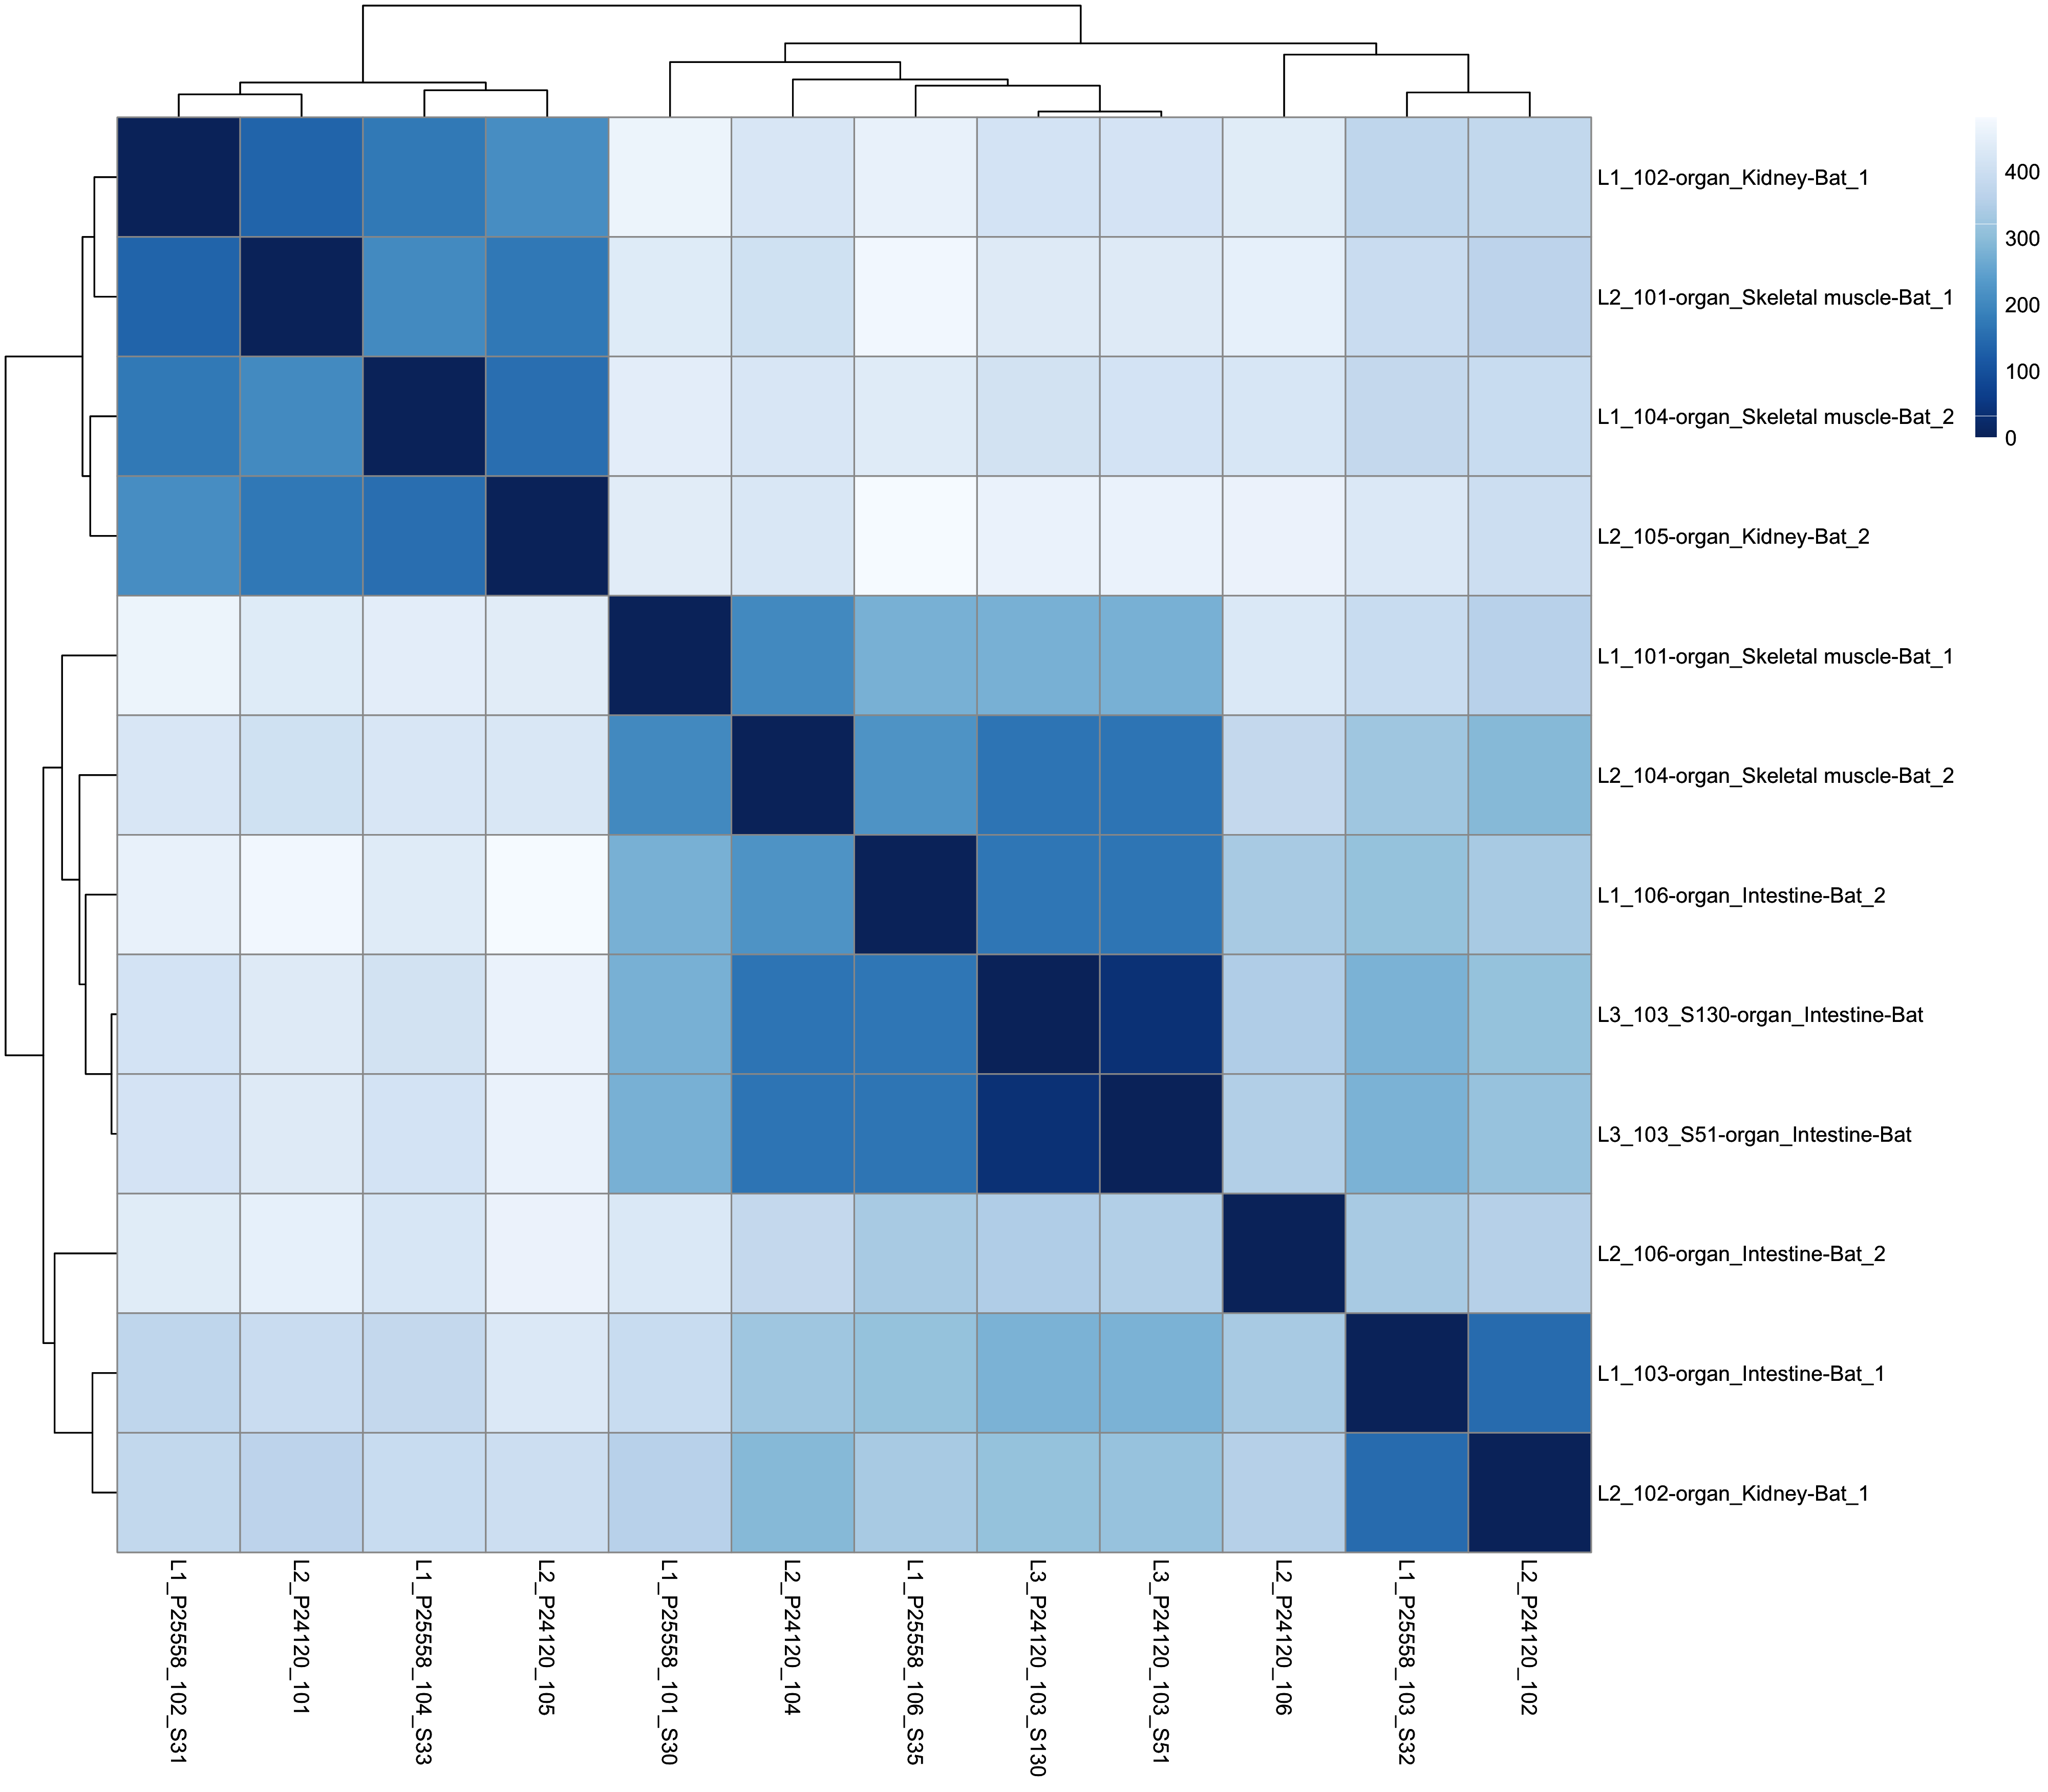 L1_102-organ_Kidney-Bat_1
L2_101-organ_Skeletal muscle-Bat_1
L1_104-organ_Skeletal muscle-Bat_2
L2_105-organ_Kidney-Bat_2
L1_101-organ_Skeletal muscle-Bat_1
L2_104-organ_Skeletal muscle-Bat_2
L1_106-organ_Intestine-Bat_2
L3_103_S130-organ_Intestine-Bat
L3_103_S51-organ_Intestine-Bat
L2_106-organ_Intestine-Bat_2
L1_103-organ_Intestine-Bat_1
L2_102-organ_Kidney-Bat_1
400
300
200
100
0
L1_P25558_102_S31
L2_P24120_101
L1_P25558_104_S33
L2_P24120_105
L1_P25558_101_S30
L2_P24120_104
L1_P25558_106_S35
L3_P24120_103_S130
L3_P24120_103_S51
L2_P24120_106
L1_P25558_103_S32
L2_P24120_102